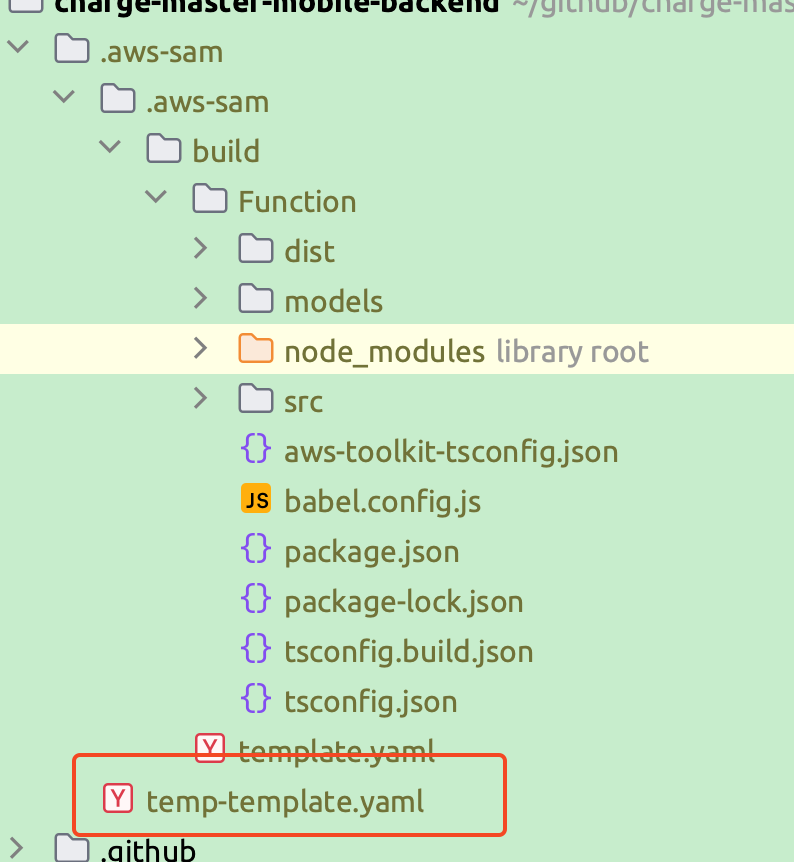 charge-master-mobile-backend ~/github/charge-mas
.aws-sam
.aws-sam
build
Function
dist
models
node_modules library root
src
{} aws-toolkit-tsconfig.json
JS babel.config.js
{} package.json
{} package-lock.json
{} tsconfig.build.json
{} tsconfig.json
Y template.yaml
Y temp-template.yaml
.github